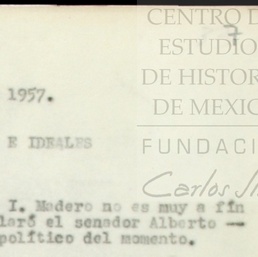 CENTRO D
7
ESTUDIO
DE HISTOR
1957.
DE MEXIC
E IDEALES
FUNDACI
Carlos Sl
I. Madero no es muy a fin
laró el senador Alberto —
político del momento.